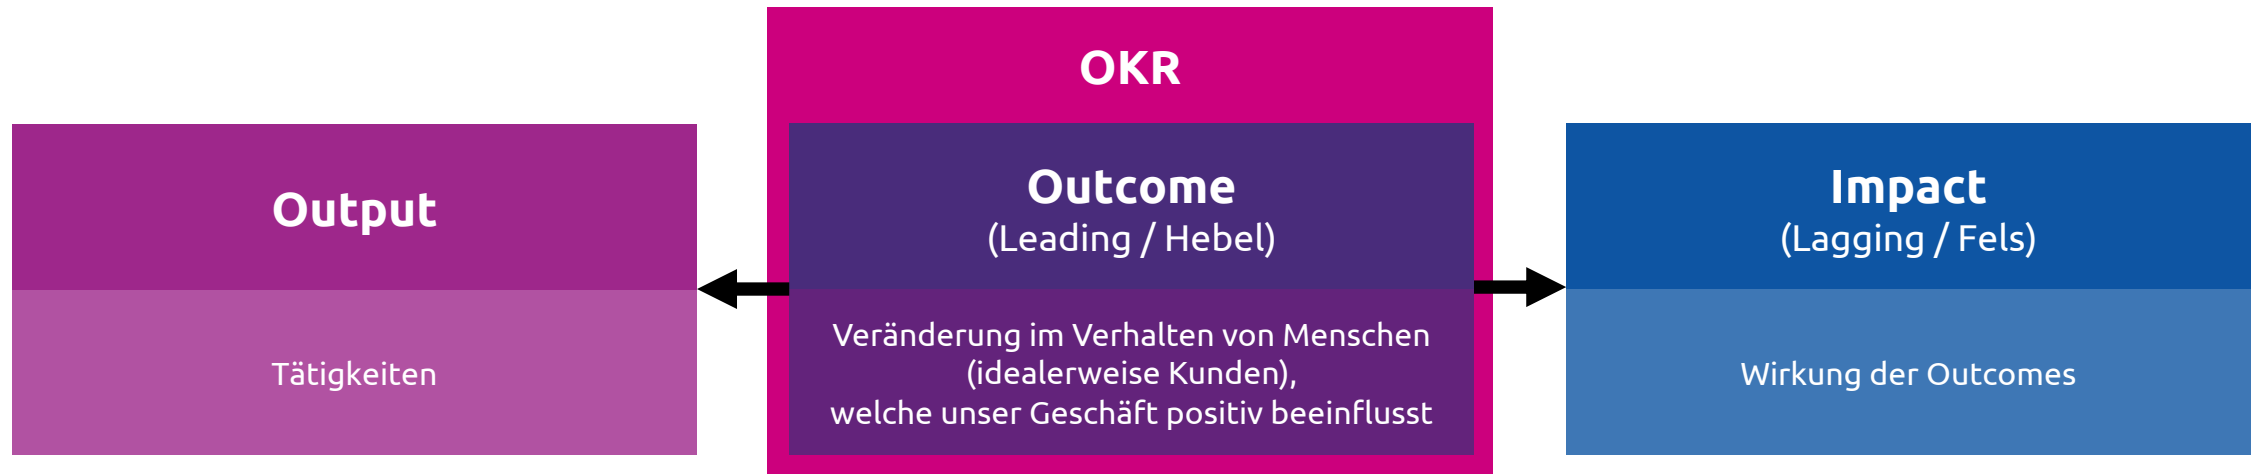 OKR
Output
Tätigkeiten
Outcome
(Leading / Hebel)
Veränderung im Verhalten von Menschen
(idealerweise Kunden),
welche unser Geschäft positiv beeinflusst
Impact
(Lagging / Fels)
Wirkung der Outcomes